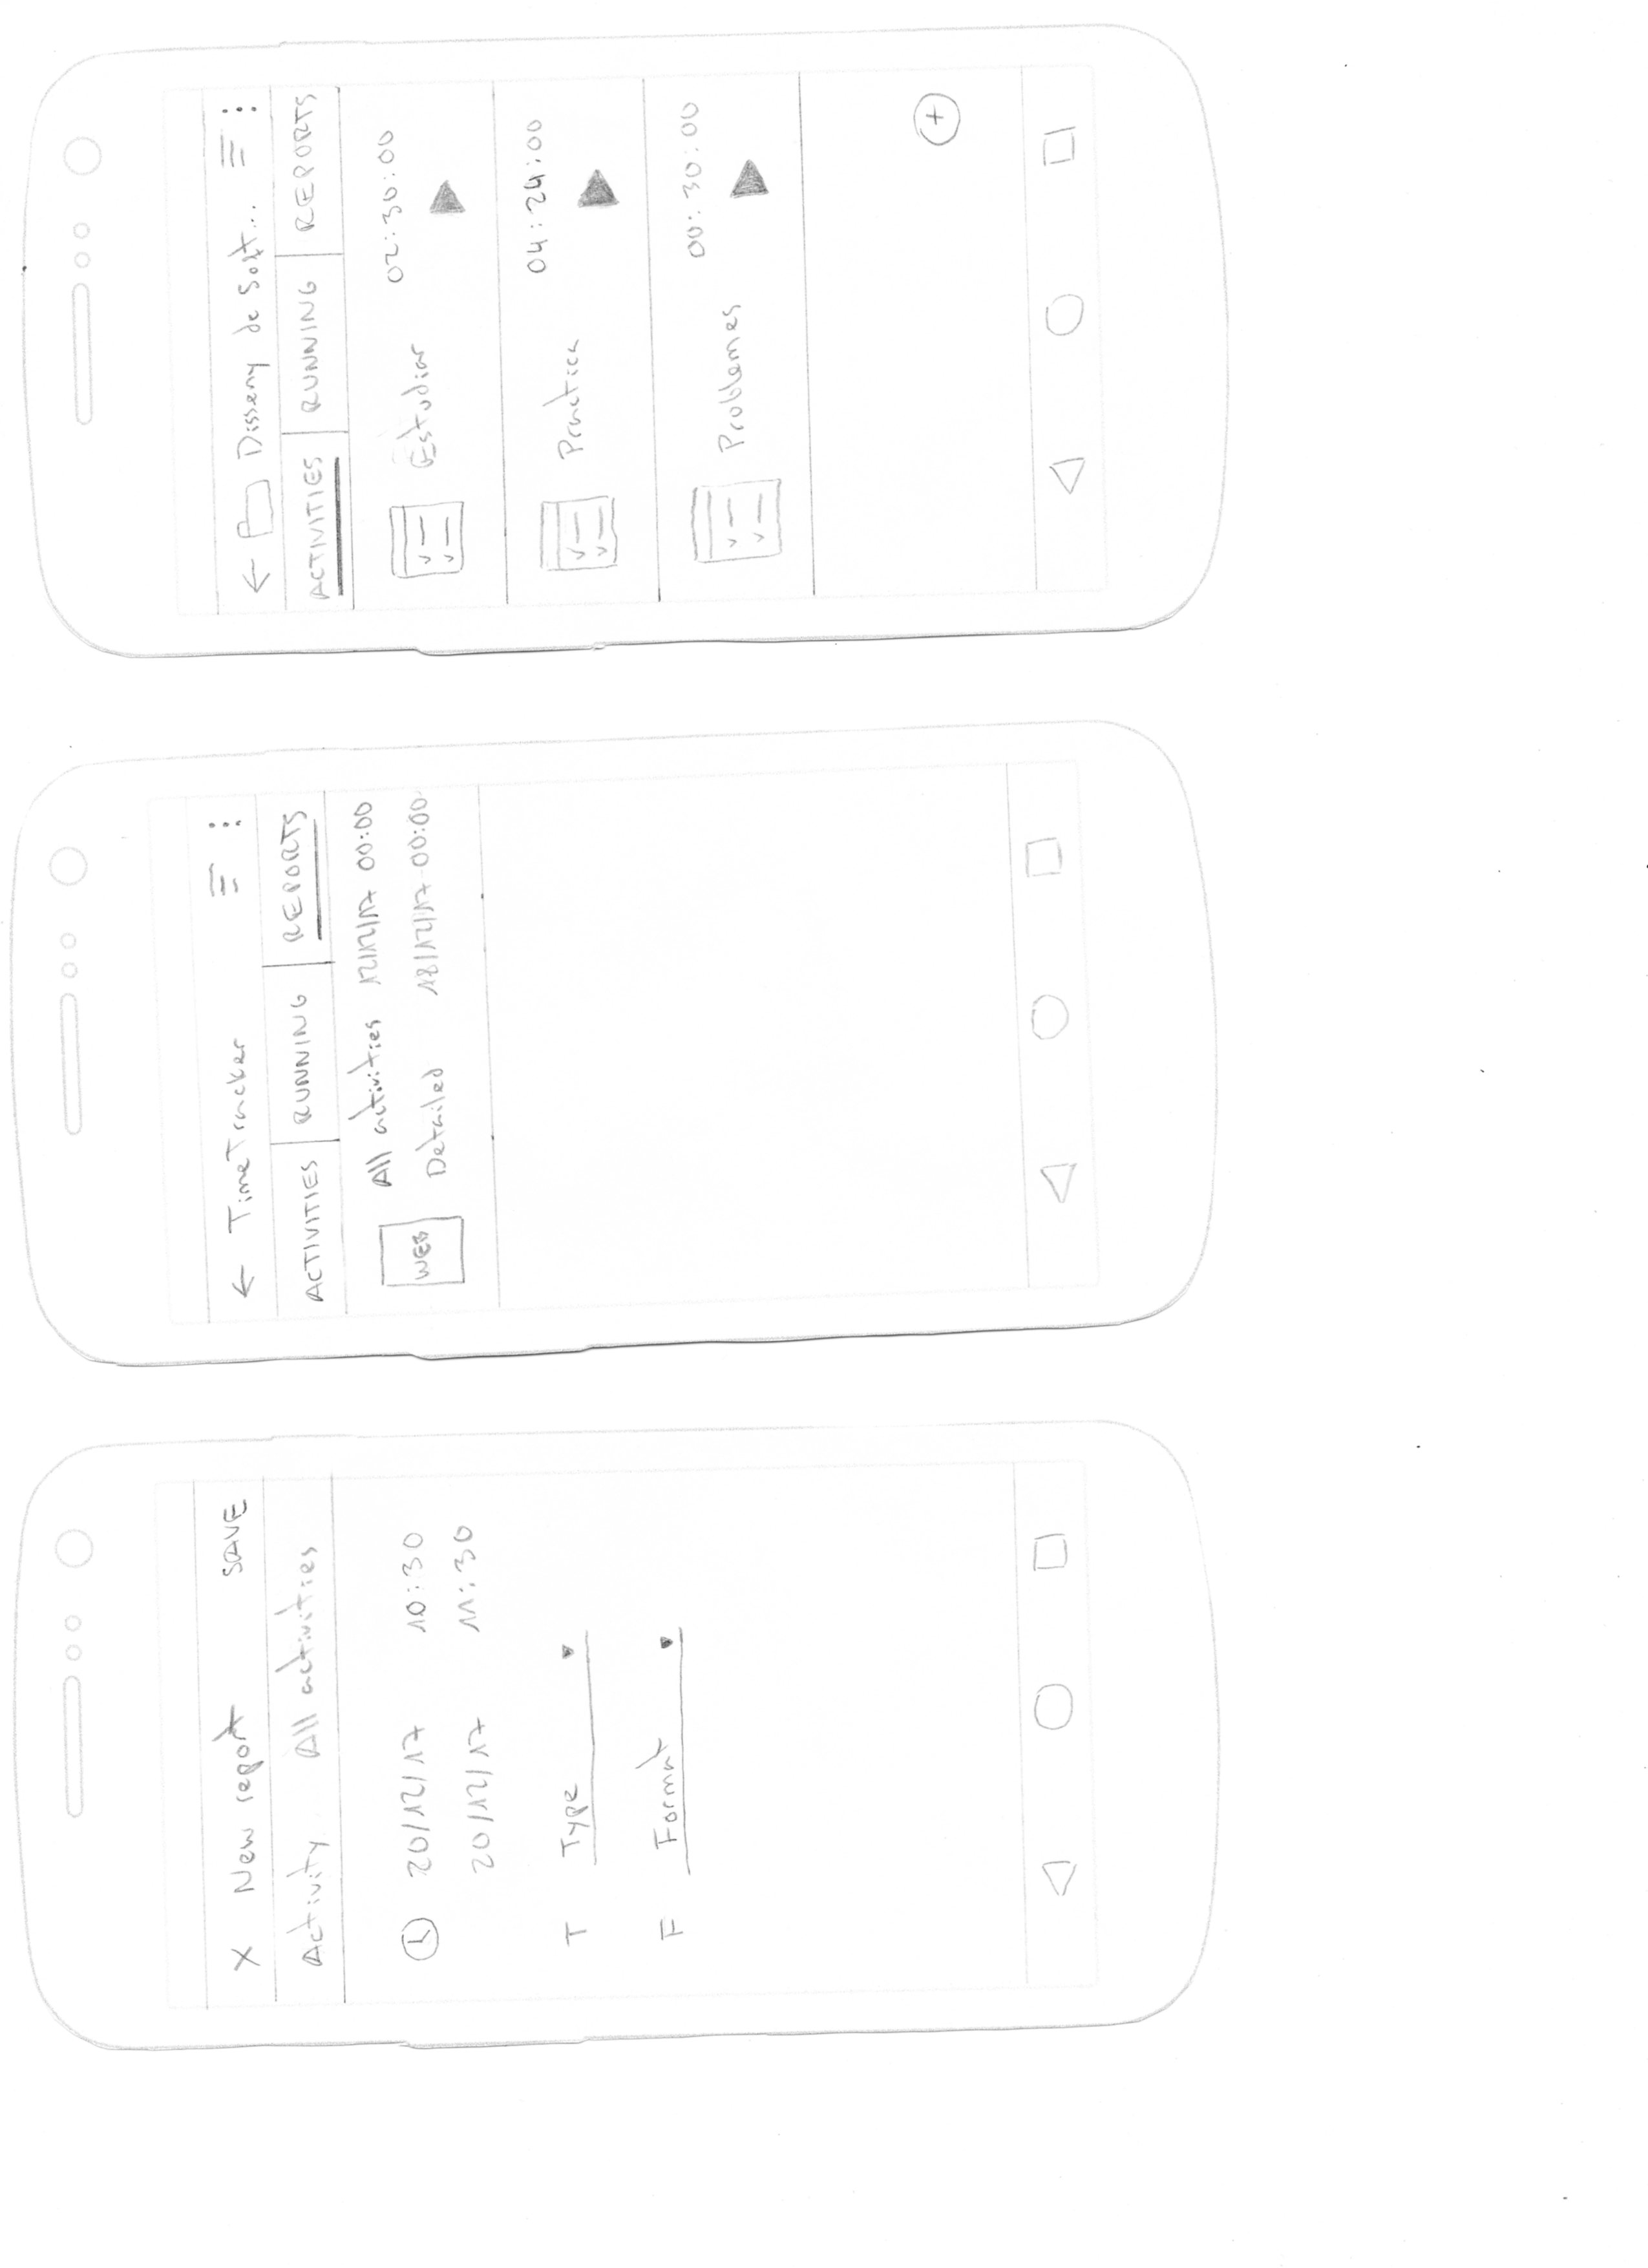 X New report SAVE
Activity All activities
20/12/17 10:30
20/12/17 11:30
T Type
F Format
← TimeTracker
ACTIVITIES RUNNING REPORTS
WEB
All activities 12/12/17 00:00
Detailed 18/12/17 00:00
← Disseny de Soft...
ACTIVITIES RUNNING REPORTS
Estudiar 02:30:00
Practica 04:24:00
Problemes 00:30:00